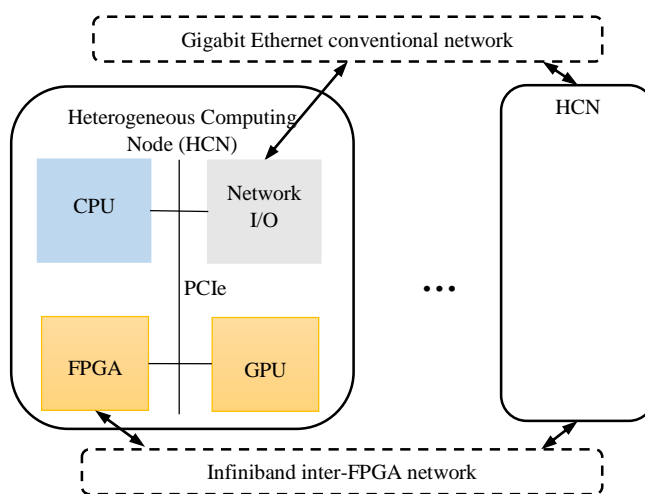 Gigabit Ethernet conventional network
Heterogeneous Computing
Node (HCN)
HCN
CPU
Network
I/O
PCIe
...
FPGA
GPU
Infiniband inter-FPGA network